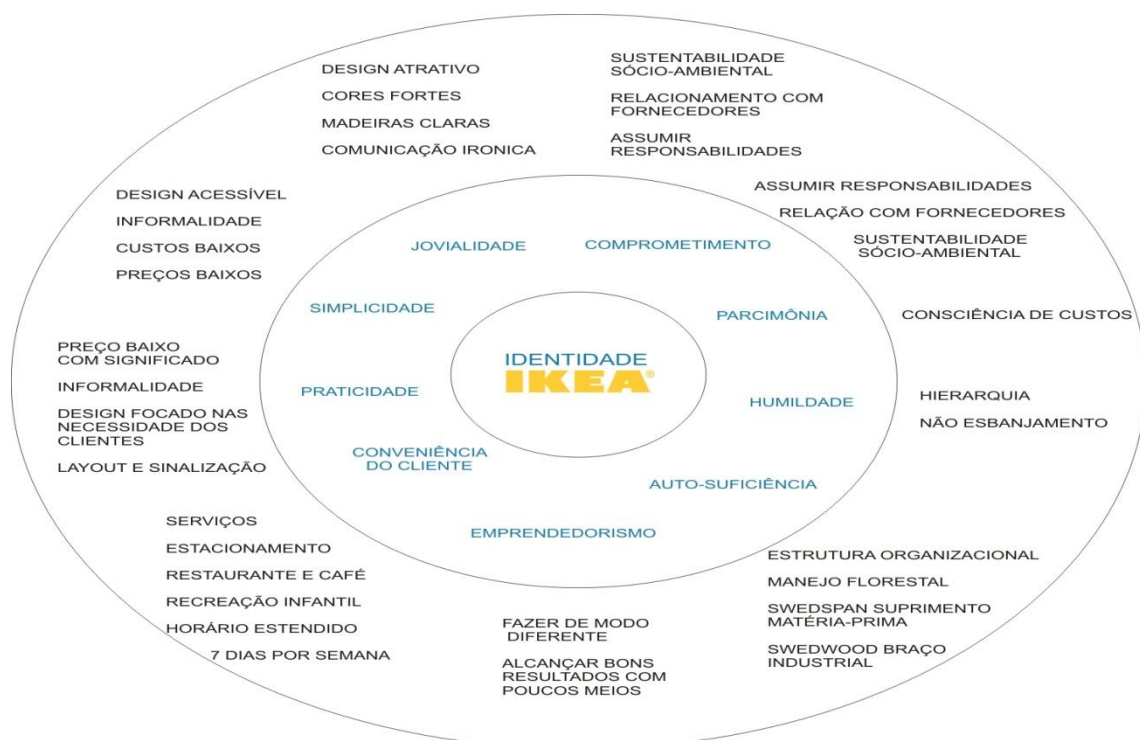 DESIGN ATRATIVO
CORES FORTES
MADEIRAS CLARAS
COMUNICAÇÃO IRONICA
SUSTENTABILIDADE
SÓCIO-AMBIENTAL
RELACIONAMENTO COM
FORNECEDORES
ASSUMIR
RESPONSABILIDADES
DESIGN ACESSÍVEL
INFORMALIDADE
CUSTOS BAIXOS
PREÇOS BAIXOS
ASSUMIR RESPONSABILIDADES
RELAÇÃO COM FORNECEDORES
SUSTENTABILIDADE
SÓCIO-AMBIENTAL
JOVIALIDADE
COMPROMETIMENTO
SIMPLICIDADE
PARCIMÔNIA
CONSCIÊNCIA DE CUSTOS
PREÇO BAIXO
COM SIGNIFICADO
INFORMALIDADE
DESIGN FOCADO NAS
NECESSIDADE DOS
CLIENTES
LAYOUT E SINALIZAÇÃO
PRATICIDADE
IDENTIDADE
IKEA®
HUMILDADE
HIERARQUIA
NÃO ESBANJAMENTO
CONVENIÊNCIA
DO CLIENTE
AUTO-SUFICIÊNCIA
EMPRENDEDORISMO
SERVIÇOS
ESTACIONAMENTO
RESTAURANTE E CAFÉ
RECREAÇÃO INFANTIL
HORÁRIO ESTENDIDO
7 DIAS POR SEMANA
FAZER DE MODO
DIFERENTE
ALCANÇAR BONS
RESULTADOS COM
POUCOS MEIOS
ESTRUTURA ORGANIZACIONAL
MANEJO FLORESTAL
SWEDSPAN SUPRIMENTO
MATÉRIA-PRIMA
SWEDWOOD BRAÇO
INDUSTRIAL